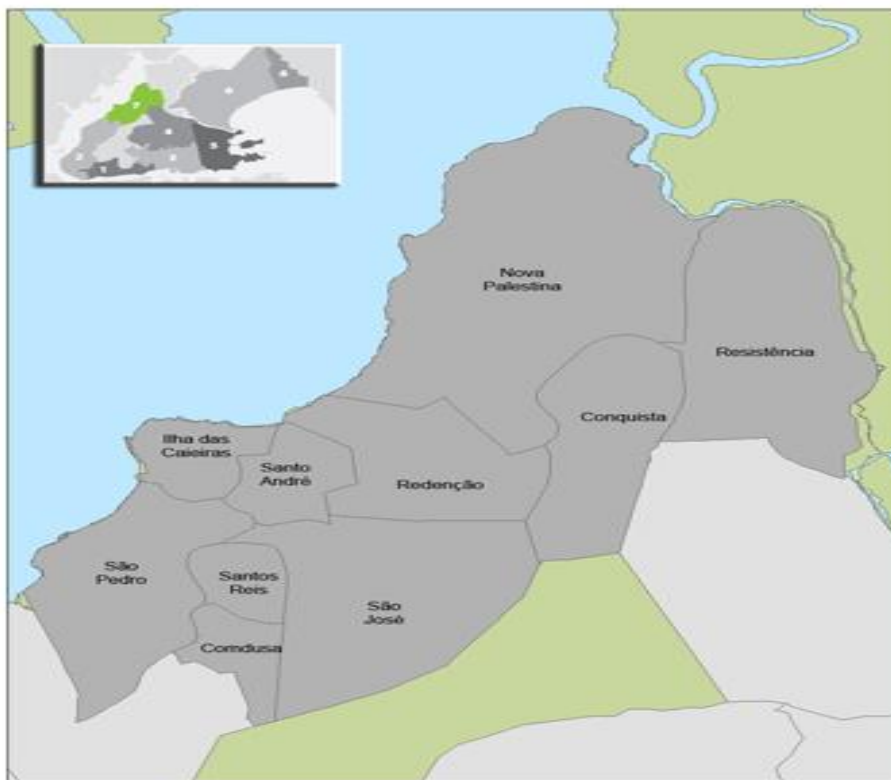 Nova
Palestina
Resistência
Conquista
Ilha das
Caieiras
Santo
André
Redenção
São
Pedro
Santos
Reis
São
José
Comdusa